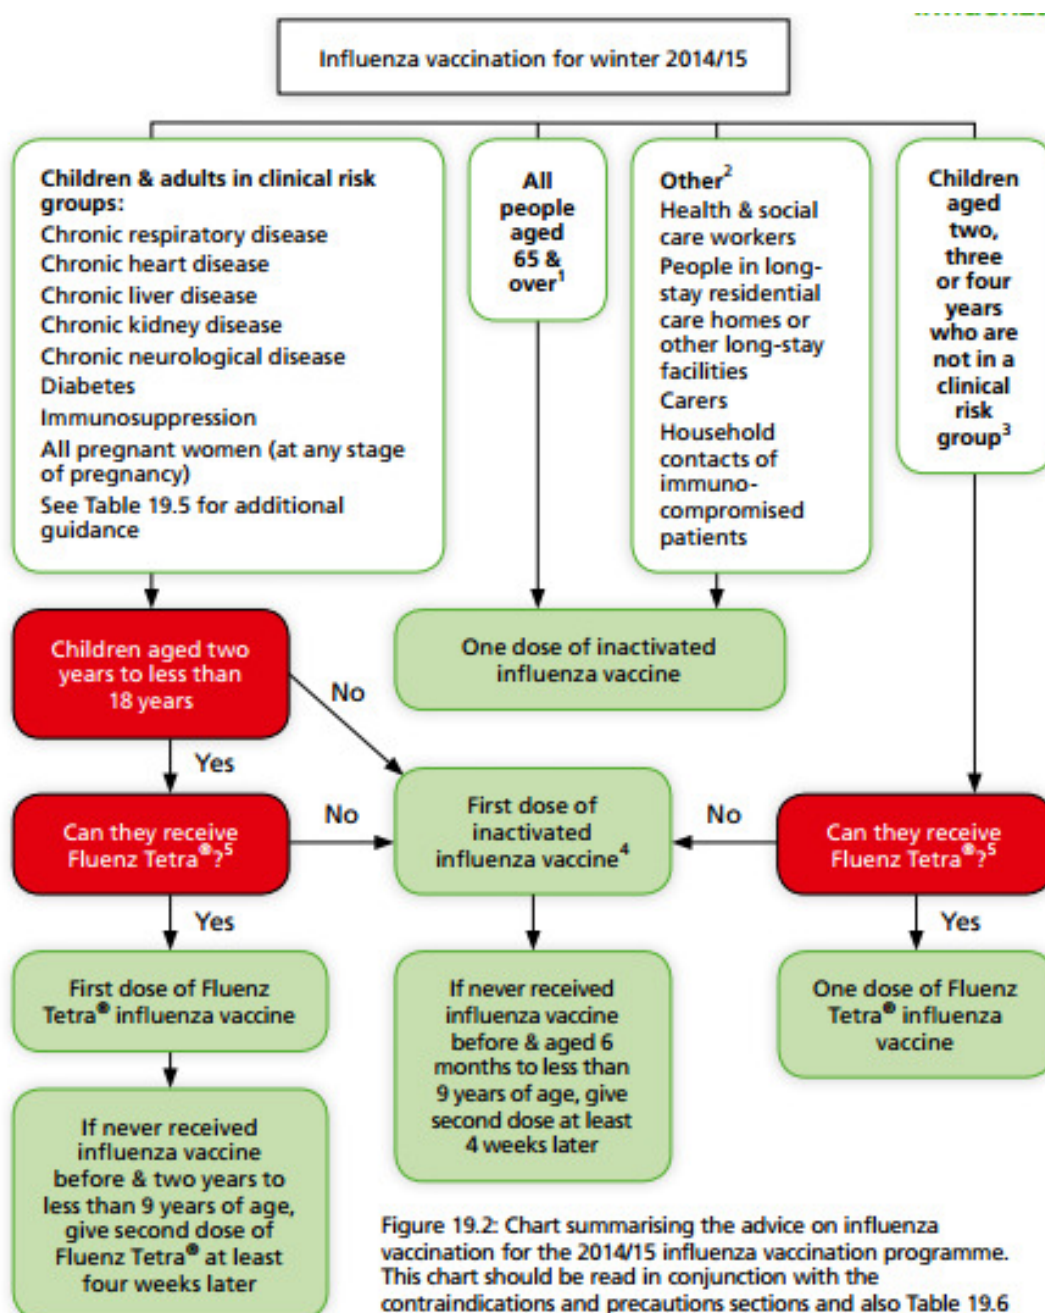 Influenza vaccination for winter 2014/15
Children & adults in clinical risk
groups:
Chronic respiratory disease
Chronic heart disease
Chronic liver disease
Chronic kidney disease
Chronic neurological disease
Diabetes
Immunosuppression
All pregnant women (at any stage
of pregnancy)
See Table 19.5 for additional
guidance
All
people
aged
65 &
over¹
Other²
Health & social
care workers
People in long-
stay residential
care homes or
other long-stay
facilities
Carers
Household
contacts of
immuno-
compromised
patients
Children
aged
two,
three
or four
years
who are
not in a
clinical
risk
group³
Children aged two
years to less than
18 years
No
One dose of inactivated
influenza vaccine
Yes
Can they receive
Fluenz Tetra®?⁵
No
First dose of
inactivated
influenza vaccine⁴
No
Can they receive
Fluenz Tetra®?⁵
Yes
Yes
First dose of Fluenz
Tetra® influenza vaccine
If never received
influenza vaccine
before & aged 6
months to less than
9 years of age, give
second dose at least
4 weeks later
One dose of Fluenz
Tetra® influenza
vaccine
If never received
influenza vaccine
before & two years to
less than 9 years of age,
give second dose of
Fluenz Tetra® at least
four weeks later
Figure 19.2: Chart summarising the advice on influenza
vaccination for the 2014/15 influenza vaccination programme.
This chart should be read in conjunction with the
contraindications and precautions sections and also Table 19.6